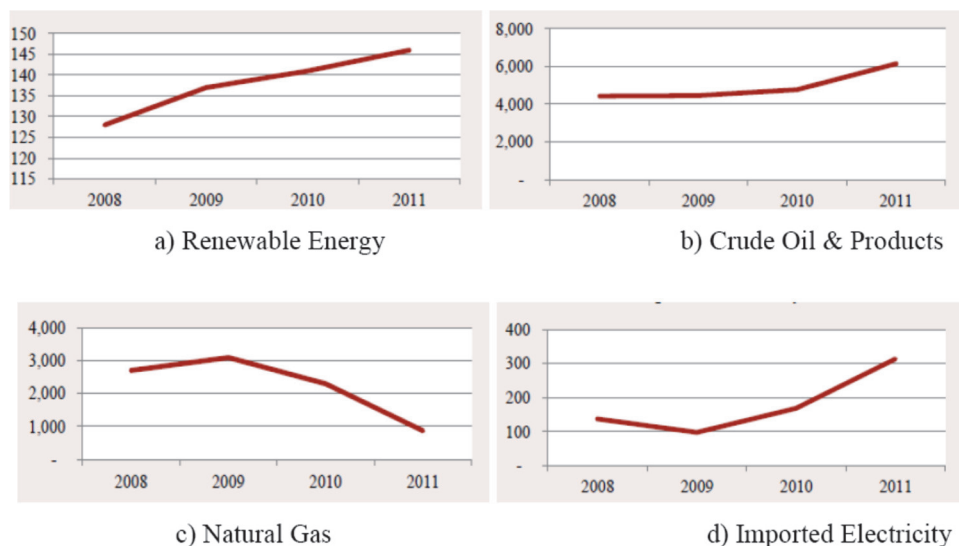 150
145
140
135
130
125
120
115
2008 2009 2010 2011
a) Renewable Energy
8,000
6,000
4,000
2,000
-
2008 2009 2010 2011
b) Crude Oil & Products
4,000
3,000
2,000
1,000
-
2008 2009 2010 2011
c) Natural Gas
400
300
200
100
-
2008 2009 2010 2011
d) Imported Electricity